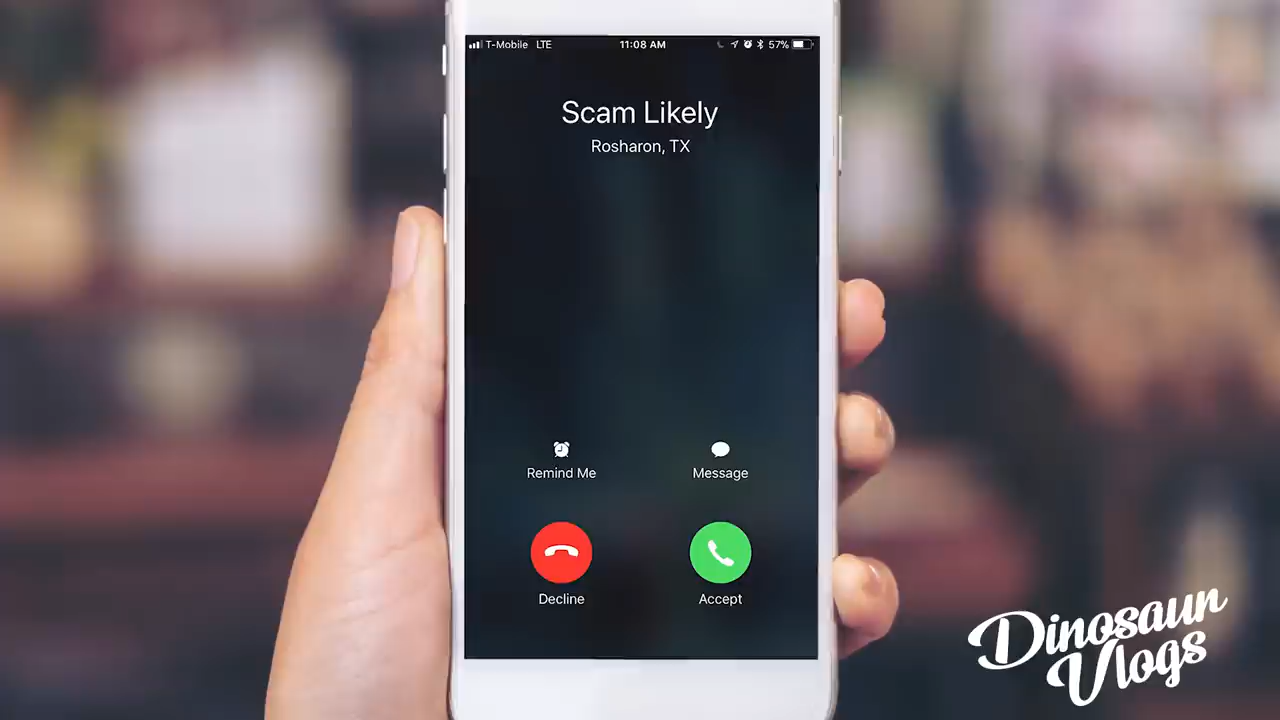 T-Mobile LTE 11:08 AM 57%
Scam Likely
Rosharon, TX
Remind Me Message
Decline Accept
Dinosaur
Vlogs